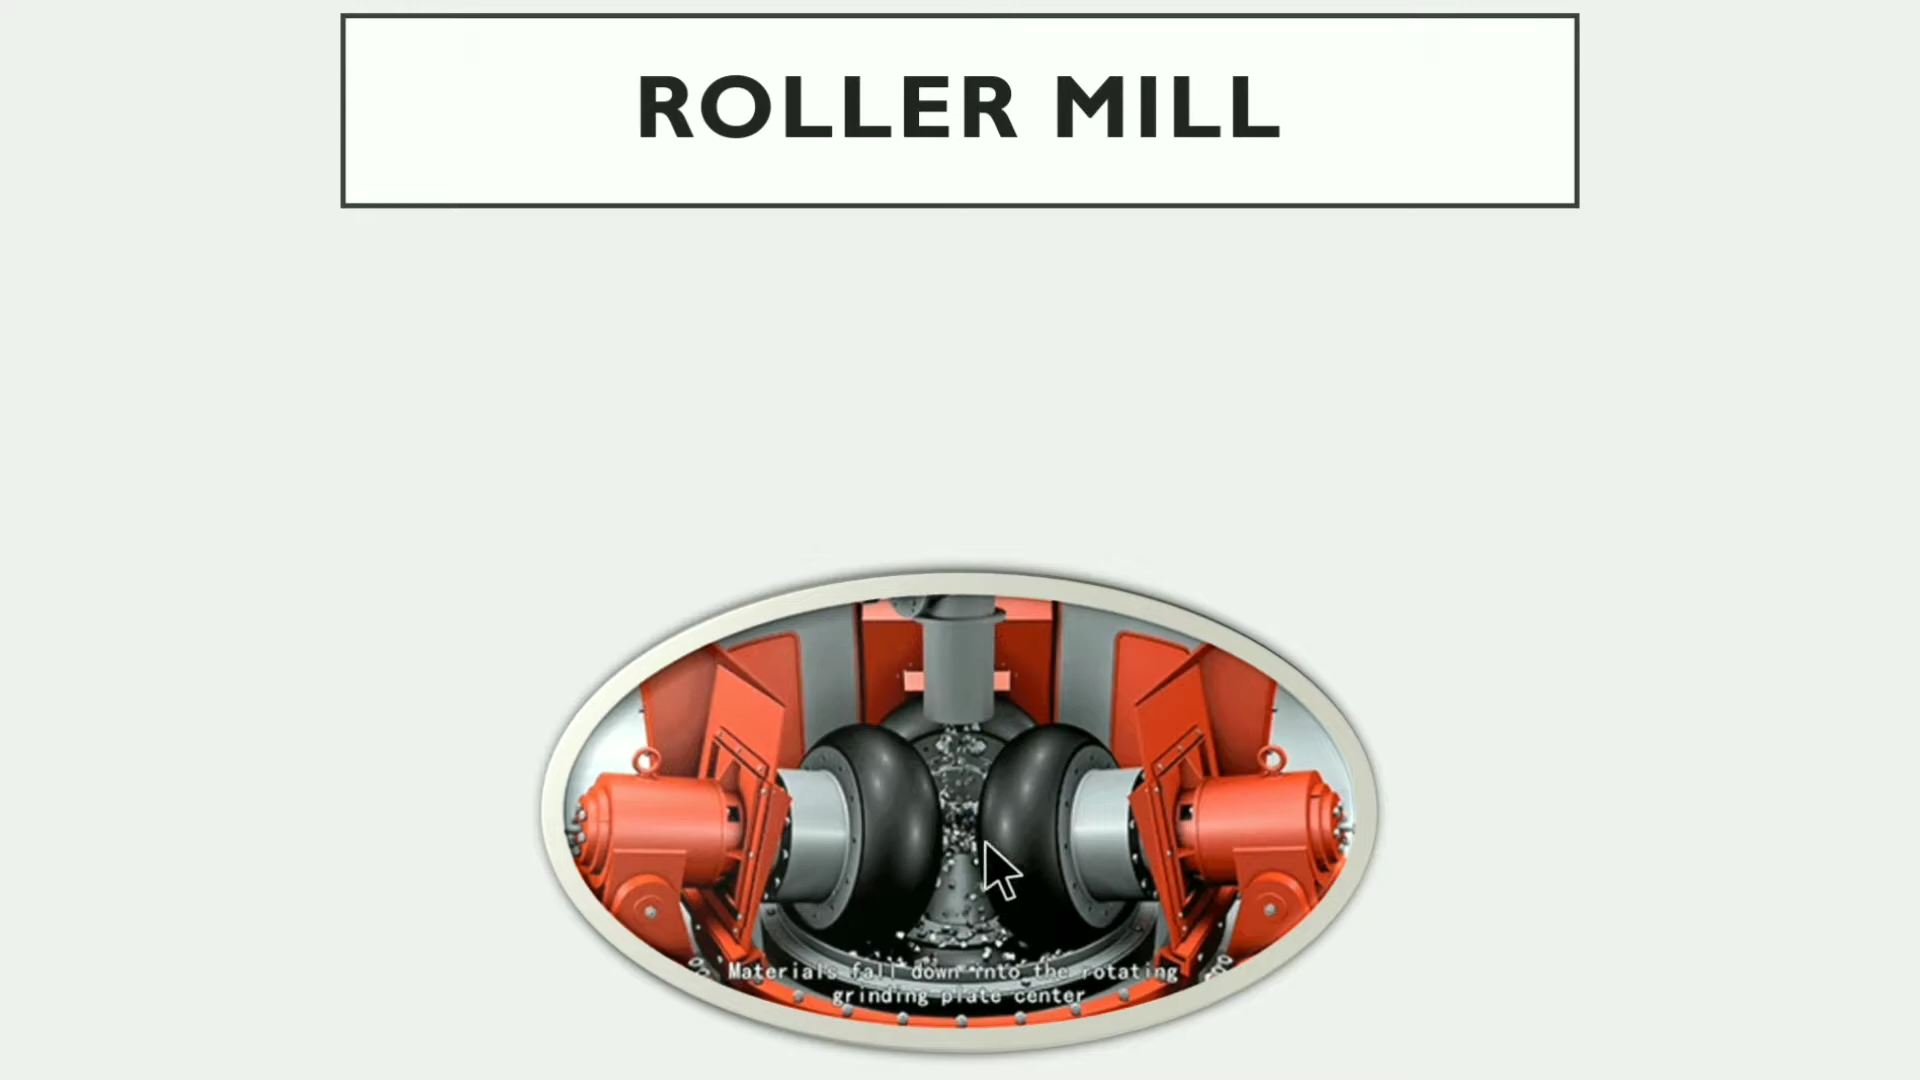 ROLLER MILL
Materials fall down into the rotating
grinding plate center